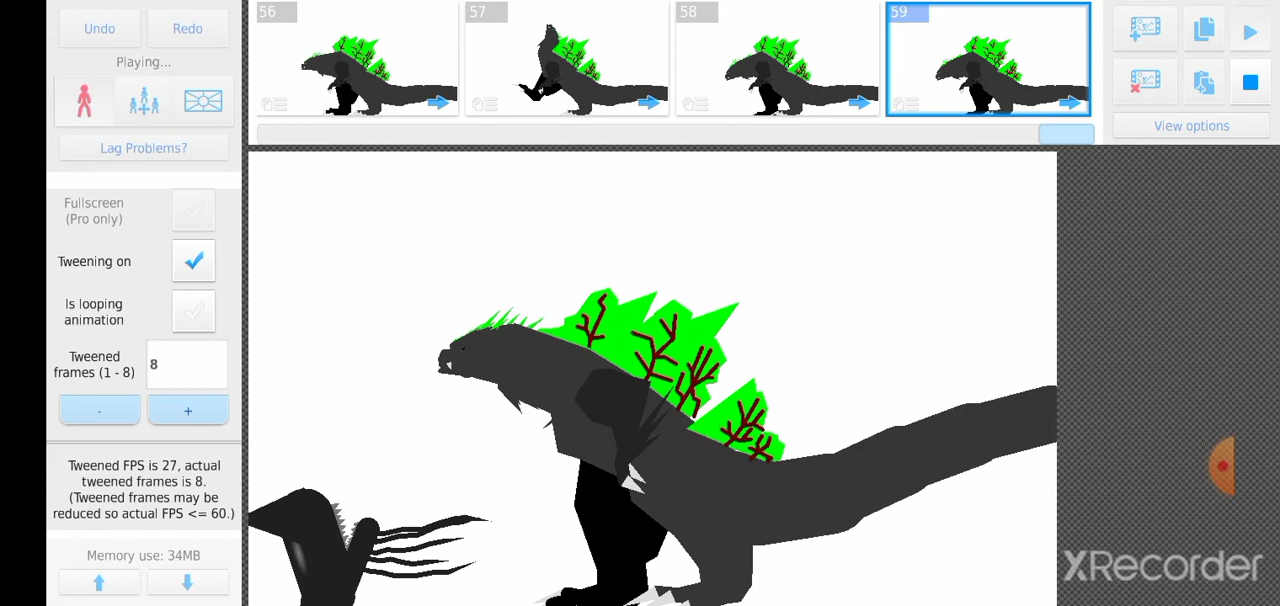 Undo Redo
Playing...
Lag Problems?
Fullscreen
(Pro only)
Tweening on
Is looping
animation
Tweened
frames (1 - 8)
8
- +
Tweened FPS is 27, actual
tweened frames is 8.
(Tweened frames may be
reduced so actual FPS <= 60.)
Memory use: 34MB
56 57 58 59
View options
XRecorder